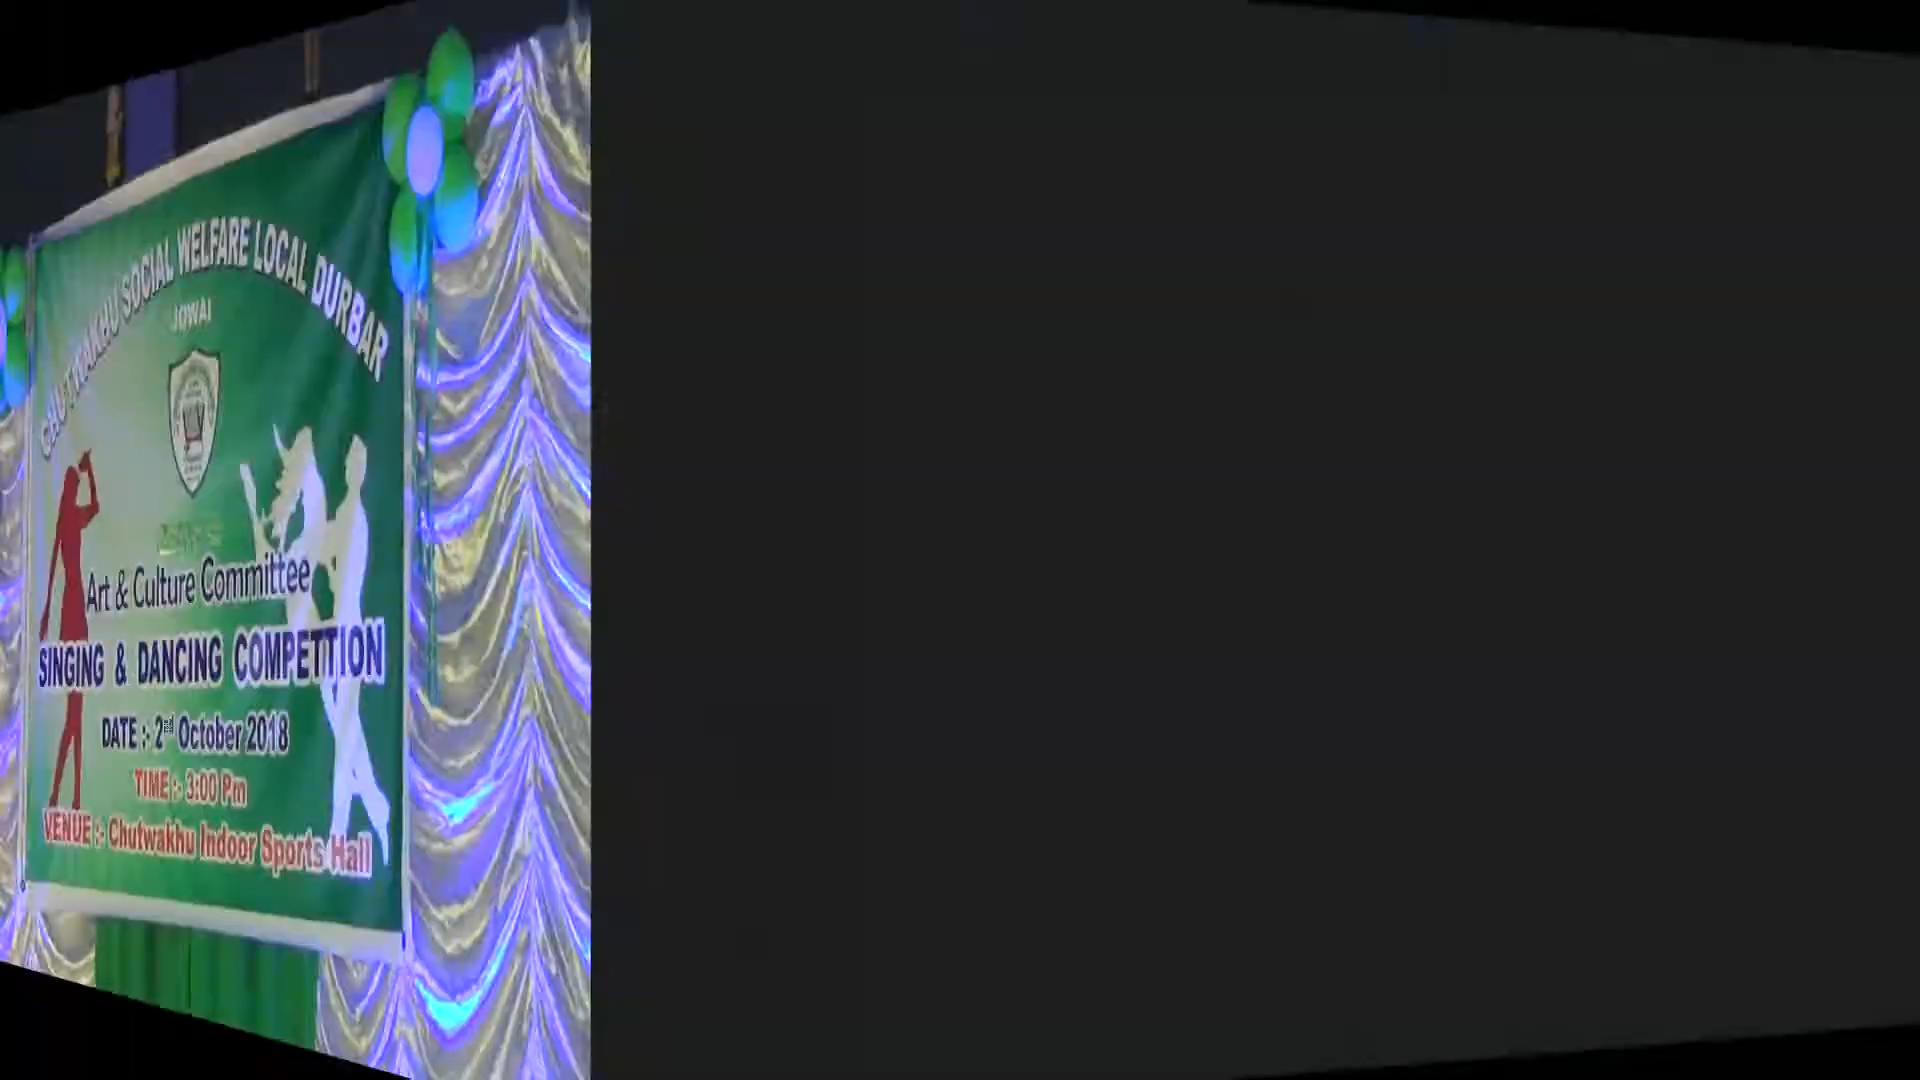 CHUTWAKHU SOCIAL WELFARE LOCAL DURBAR
JOWAI
Art & Culture Committee
SINGING & DANCING COMPETTION
DATE :- 2nd October 2018
TIME :- 3:00 Pm
VENUE :- Chutwakhu Indoor Sports Hall